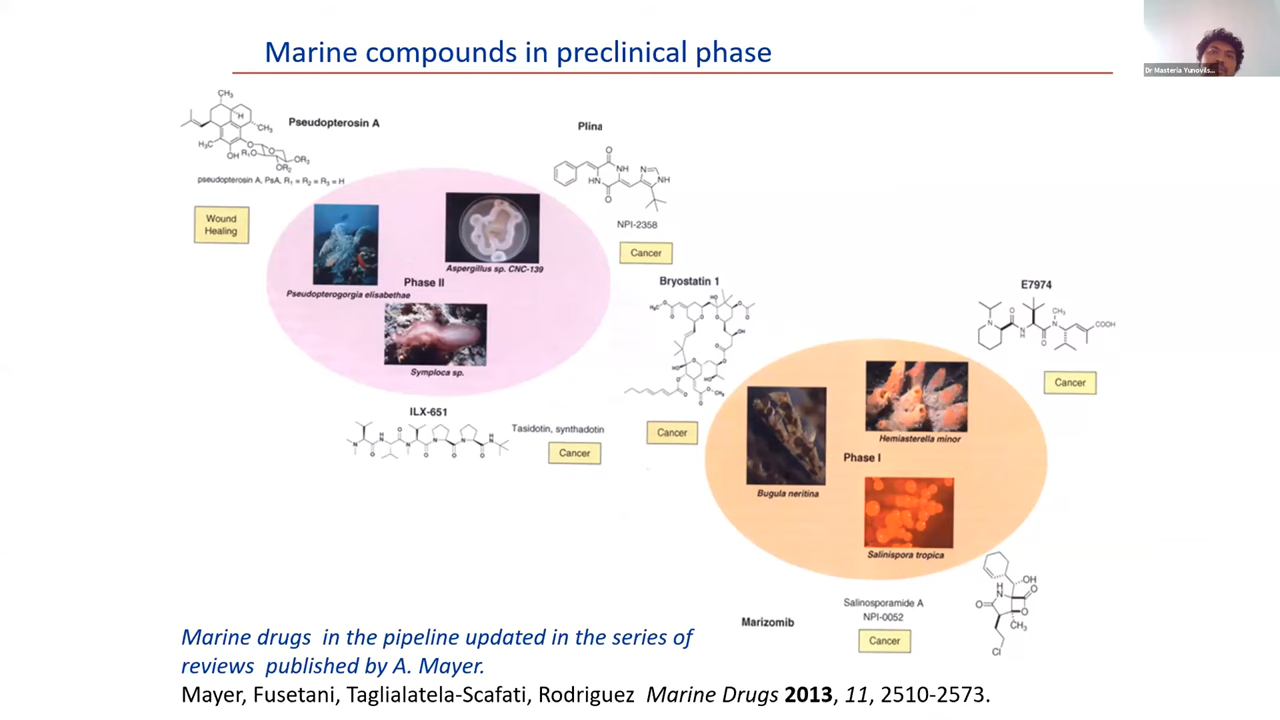 Marine compounds in preclinical phase
Dr Masteria Yunovils...
Pseudopterosin A
pseudopterosin A, PsA, R1 = R2 = R3 = H
Wound
Healing
Plina
NPI-2358
Cancer
Aspergillus sp. CNC-139
Phase II
Pseudopterogorgia elisabethae
Symploca sp.
ILX-651
Tasidotin, synthadotin
Cancer
Bryostatin 1
Cancer
E7974
Cancer
Hemiasterella minor
Phase I
Bugula neritina
Salinispora tropica
Salinosporamide A
NPI-0052
Marizomib
Cancer
Marine drugs in the pipeline updated in the series of
reviews published by A. Mayer.
Mayer, Fusetani, Taglialatela-Scafati, Rodriguez Marine Drugs 2013, 11, 2510-2573.